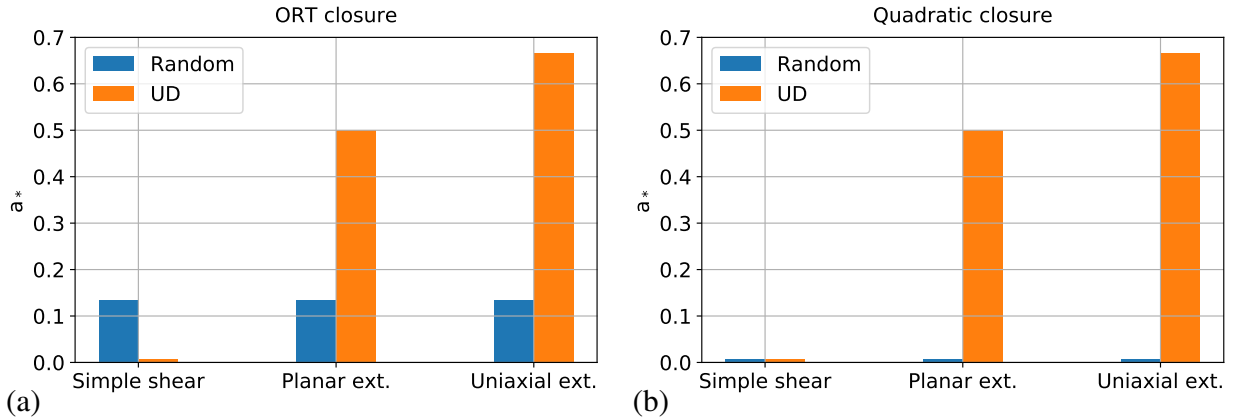 ORT closure
0.7
0.6
0.5
0.4
0.3
0.2
0.1
0.0
a*
Random
UD
Simple shear
Planar ext.
Uniaxial ext.
(a)
Quadratic closure
0.7
0.6
0.5
0.4
0.3
0.2
0.1
0.0
a*
Random
UD
Simple shear
Planar ext.
Uniaxial ext.
(b)